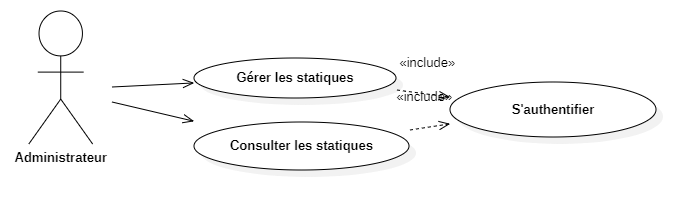 «include»
Gérer les statiques
«include»
S'authentifier
Consulter les statiques
Administrateur